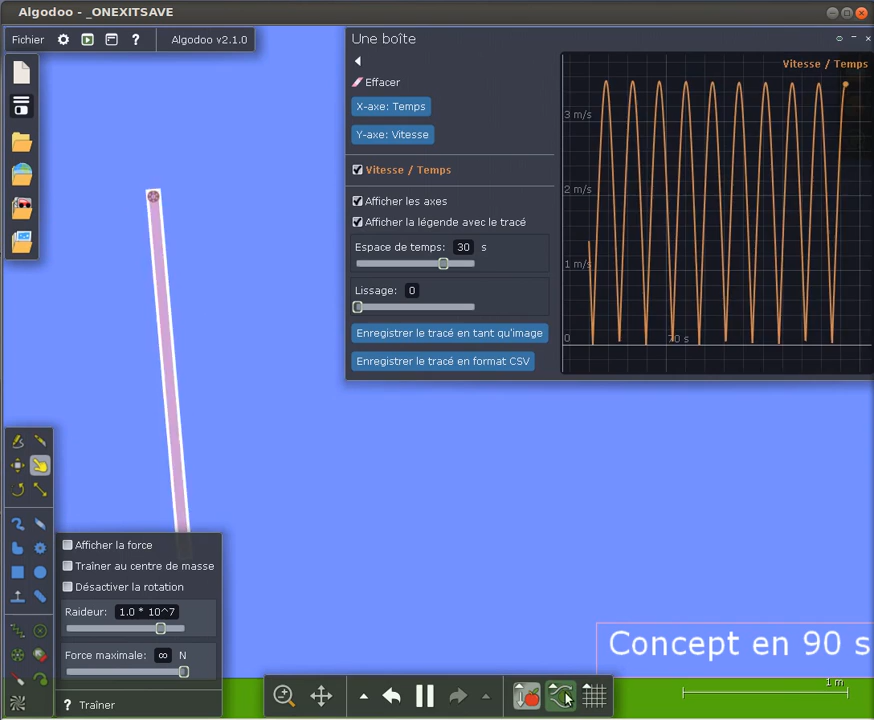 Algodoo - _ONEXITSAVE
Fichier
?
Algodoo v2.1.0
Une boîte
Effacer
X-axe: Temps
Y-axe: Vitesse
Vitesse / Temps
Afficher les axes
Afficher la légende avec le tracé
Espace de temps: 30 s
Lissage: 0
Enregistrer le tracé en tant qu'image
Enregistrer le tracé en format CSV
Vitesse / Temps
3 m/s
2 m/s
1 m/s
0
70 s
Afficher la force
Traîner au centre de masse
Désactiver la rotation
Raideur: 1.0 * 10^7
Force maximale: ∞ N
? Traîner
Concept en 90 s
1 m